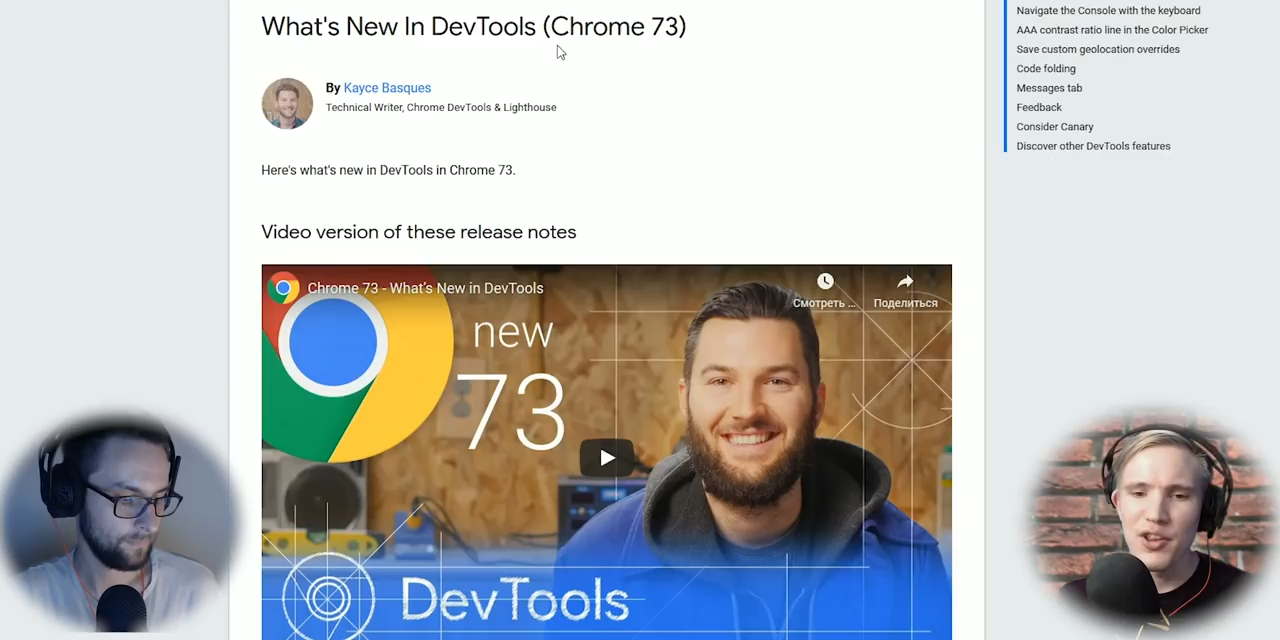 What's New In DevTools (Chrome 73)
By Kayce Basques
Technical Writer, Chrome DevTools & Lighthouse
Here's what's new in DevTools in Chrome 73.
Video version of these release notes
Chrome 73 - What's New in DevTools
Смотреть ...
Поделиться
new
73
DevTools
Navigate the Console with the keyboard
AAA contrast ratio line in the Color Picker
Save custom geolocation overrides
Code folding
Messages tab
Feedback
Consider Canary
Discover other DevTools features